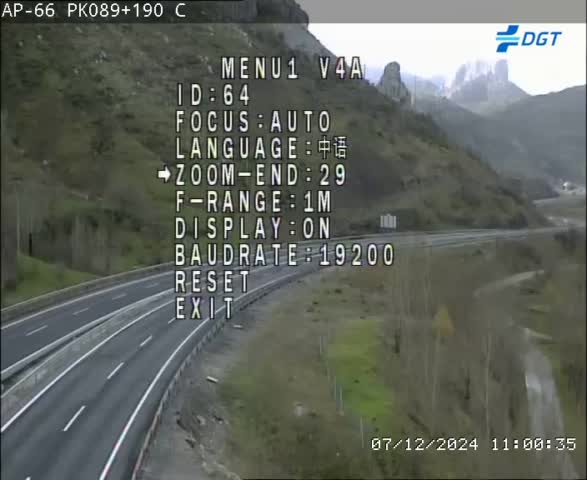 AP-66 PK089+190 C
DGT
MENU1 V4A
ID:64
FOCUS:AUTO
LANGUAGE:中语
ZOOM-END:29
F-RANGE:1M
DISPLAY:ON
BAUDRATE:19200
RESET
EXIT
07/12/2024 11:00:35